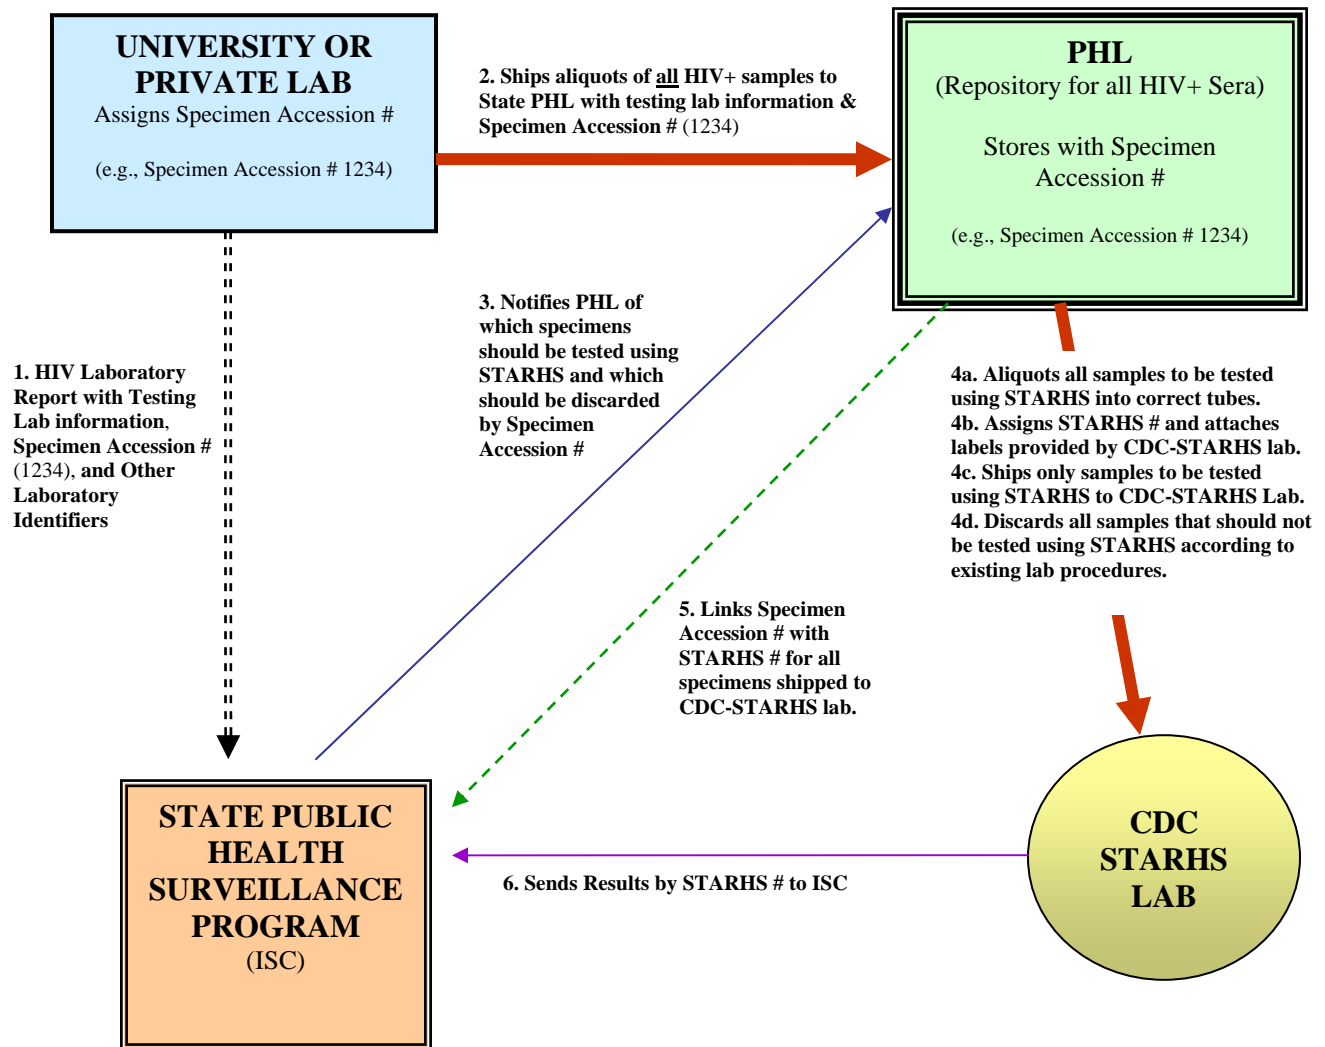 UNIVERSITY OR
PRIVATE LAB
Assigns Specimen Accession #
(e.g., Specimen Accession # 1234)
2. Ships aliquots of all HIV+ samples to
State PHL with testing lab information &
Specimen Accession # (1234)
PHL
(Repository for all HIV+ Sera)
Stores with Specimen
Accession #
(e.g., Specimen Accession # 1234)
1. HIV Laboratory
Report with Testing
Lab information,
Specimen Accession #
(1234), and Other
Laboratory
Identifiers
3. Notifies PHL of
which specimens
should be tested using
STARHS and which
should be discarded
by Specimen
Accession #
4a. Aliquots all samples to be tested
using STARHS into correct tubes.
4b. Assigns STARHS # and attaches
labels provided by CDC-STARHS lab.
4c. Ships only samples to be tested
using STARHS to CDC-STARHS Lab.
4d. Discards all samples that should not
be tested using STARHS according to
existing lab procedures.
5. Links Specimen
Accession # with
STARHS # for all
specimens shipped to
CDC-STARHS lab.
STATE PUBLIC
HEALTH
SURVEILLANCE
PROGRAM
(ISC)
6. Sends Results by STARHS # to ISC
CDC
STARHS
LAB